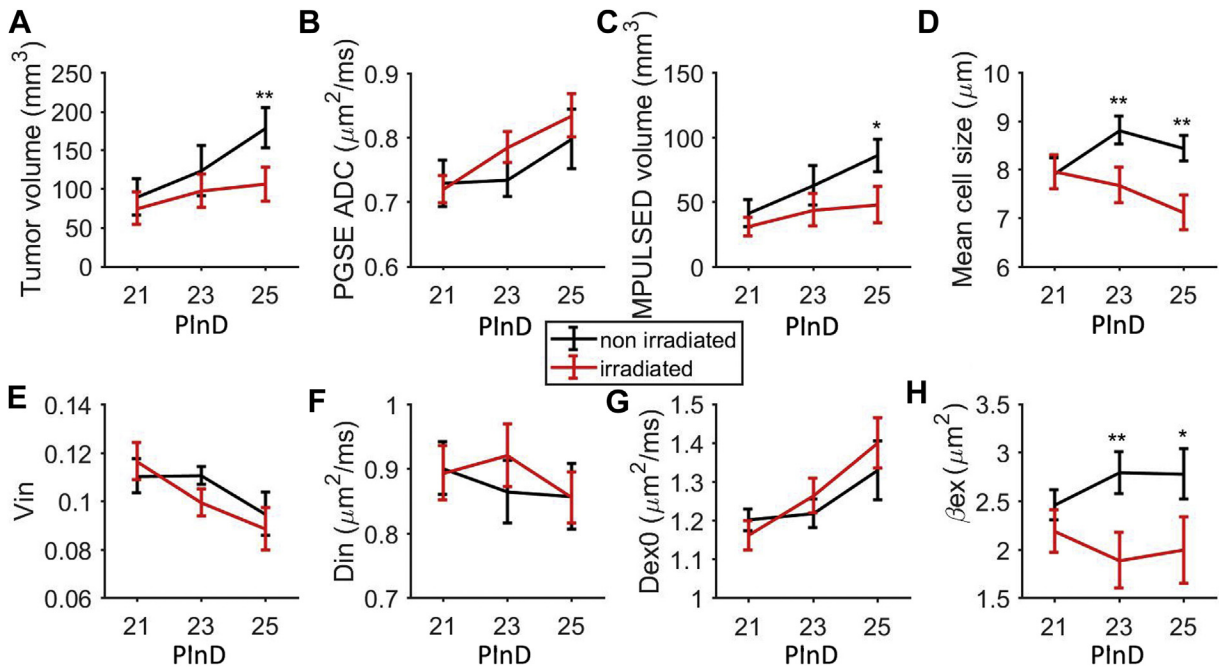 A
Tumor volume (mm³)
250
200
150
100
50
0
**
21 23 25
PInD
B
PGSE ADC (μm²/ms)
0.9
0.8
0.7
0.6
21 23 25
PInD
C
MPULSED volume (mm³)
150
100
50
0
*
21 23 25
PInD
D
Mean cell size (μm)
10
9
8
7
6
** **
21 23 25
PInD
non irradiated
irradiated
E
Vin
0.14
0.12
0.1
0.08
0.06
21 23 25
PInD
F
Din (μm²/ms)
1
0.9
0.8
0.7
21 23 25
PInD
G
Dex0 (μm²/ms)
1.5
1.4
1.3
1.2
1.1
1
21 23 25
PInD
H
βex (μm²)
3.5
3
2.5
2
1.5
** *
21 23 25
PInD